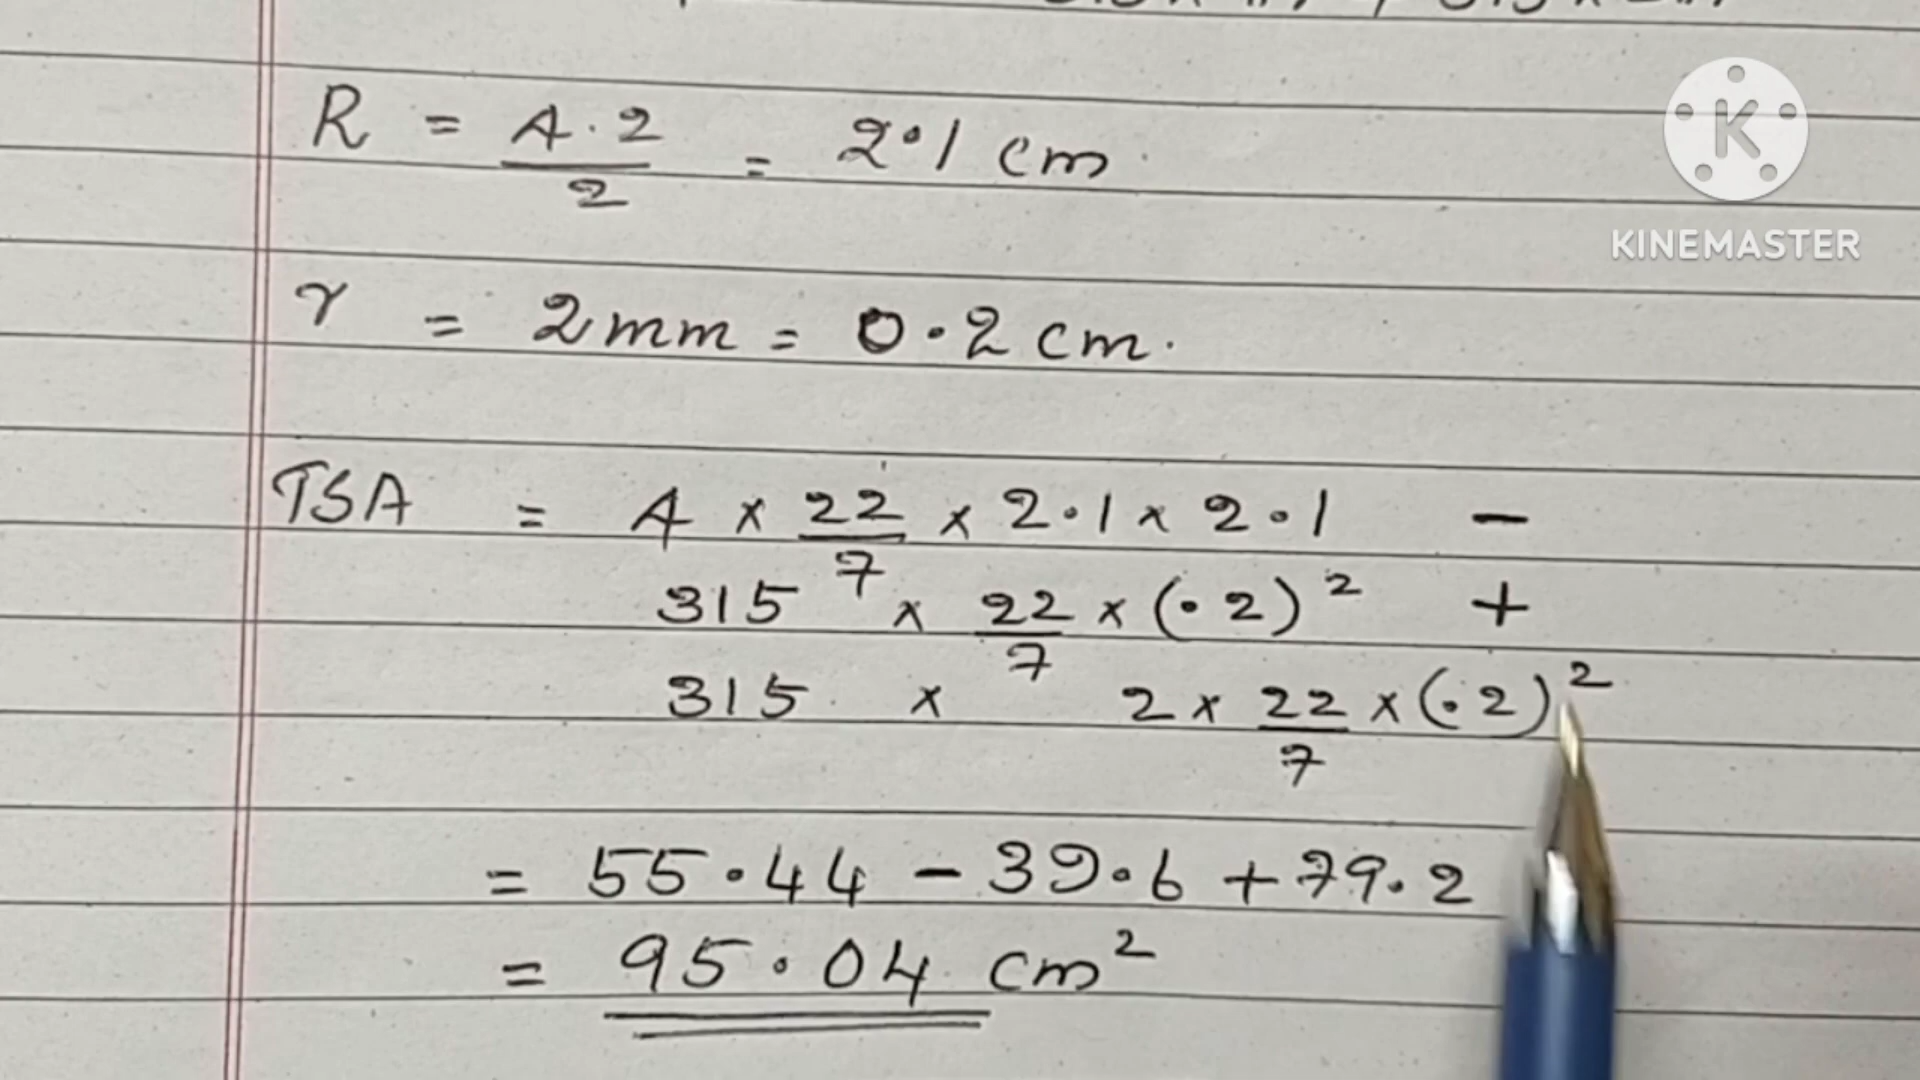 R = 4.2/2 = 2.1 cm.
KINEMASTER
r = 2mm = 0.2 cm.
TSA = 4 × 22/7 × 2.1 × 2.1 −
315 × 22/7 × (.2)² +
315 × 2 × 22/7 × (.2)²
= 55.44 − 39.6 + 79.2
= 95.04 cm²